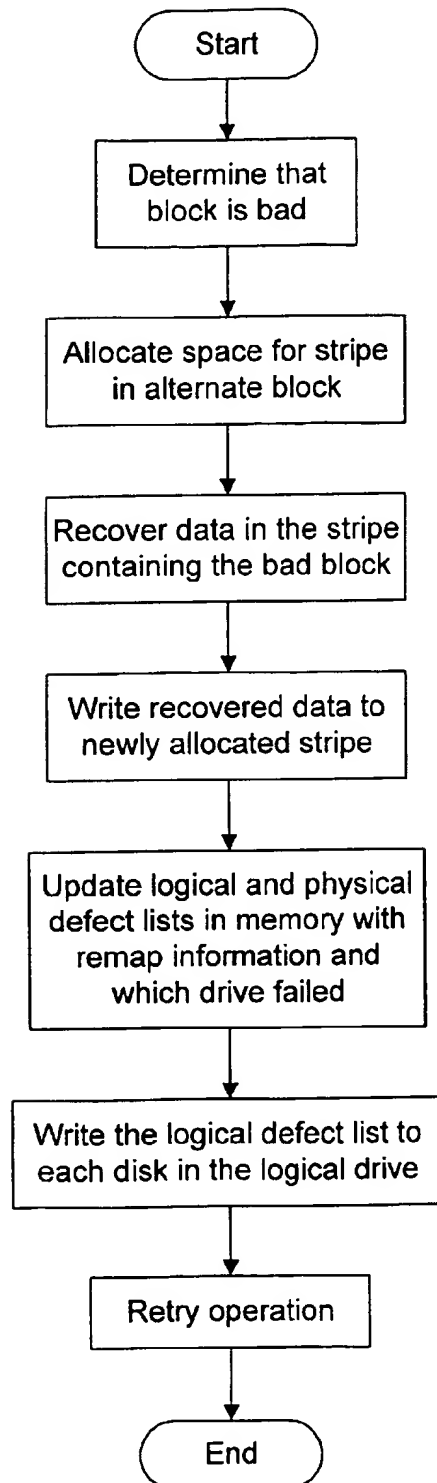 Start
Determine that
block is bad
Allocate space for stripe
in alternate block
Recover data in the stripe
containing the bad block
Write recovered data to
newly allocated stripe
Update logical and physical
defect lists in memory with
remap information and
which drive failed
Write the logical defect list to
each disk in the logical drive
Retry operation
End